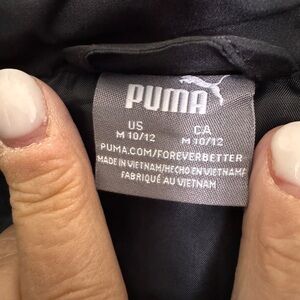 PUMA
US CA
M 10/12 M 10/12
PUMA.COM/FOREVERBETTER
MADE IN VIETNAM/HECHO EN VIETNAM
FABRIQUÉ AU VIETNAM